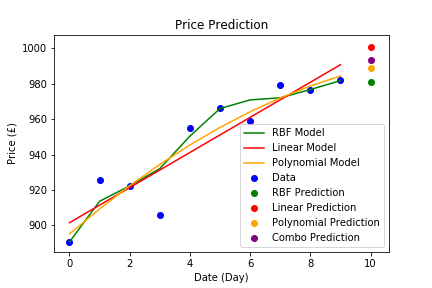 Price Prediction
1000
980
960
940
920
900
Price (£)
RBF Model
Linear Model
Polynomial Model
Data
RBF Prediction
Linear Prediction
Polynomial Prediction
Combo Prediction
0 2 4 6 8 10
Date (Day)